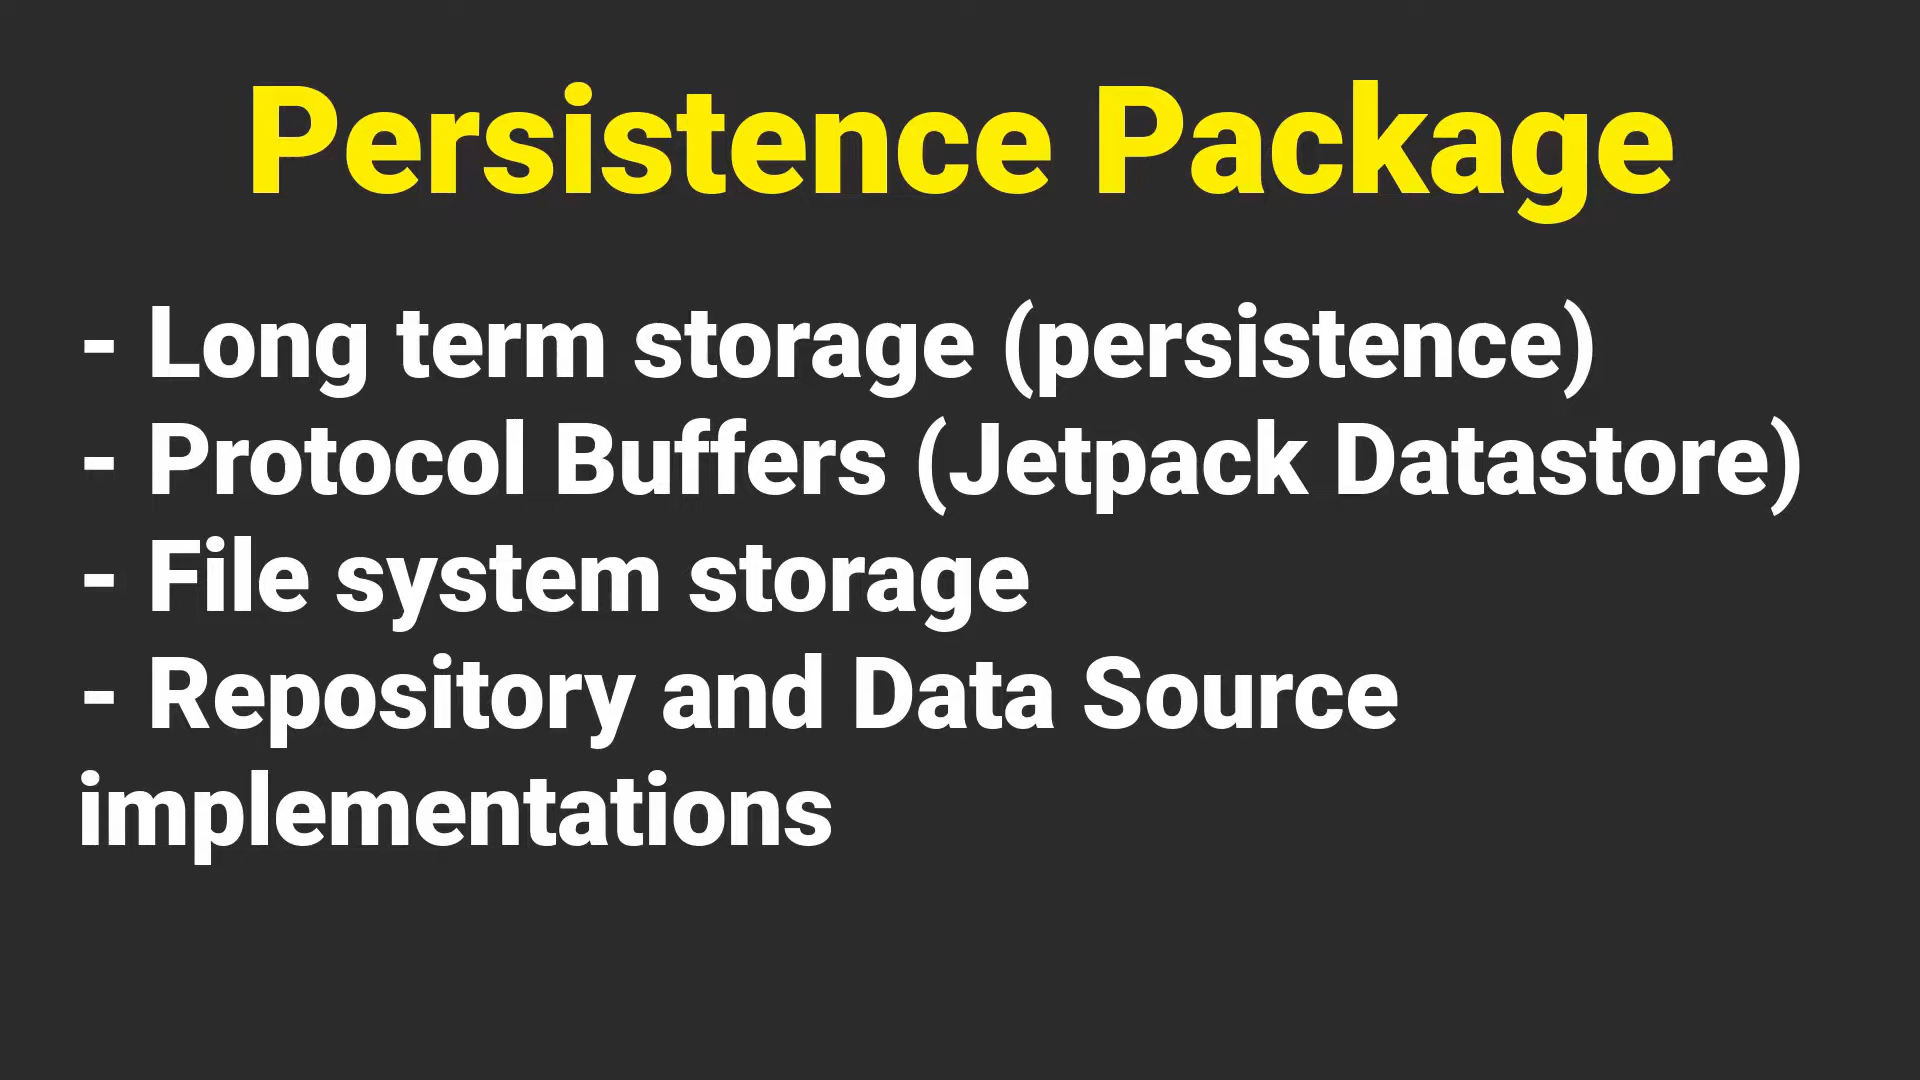 Persistence Package
- Long term storage (persistence)
- Protocol Buffers (Jetpack Datastore)
- File system storage
- Repository and Data Source
implementations